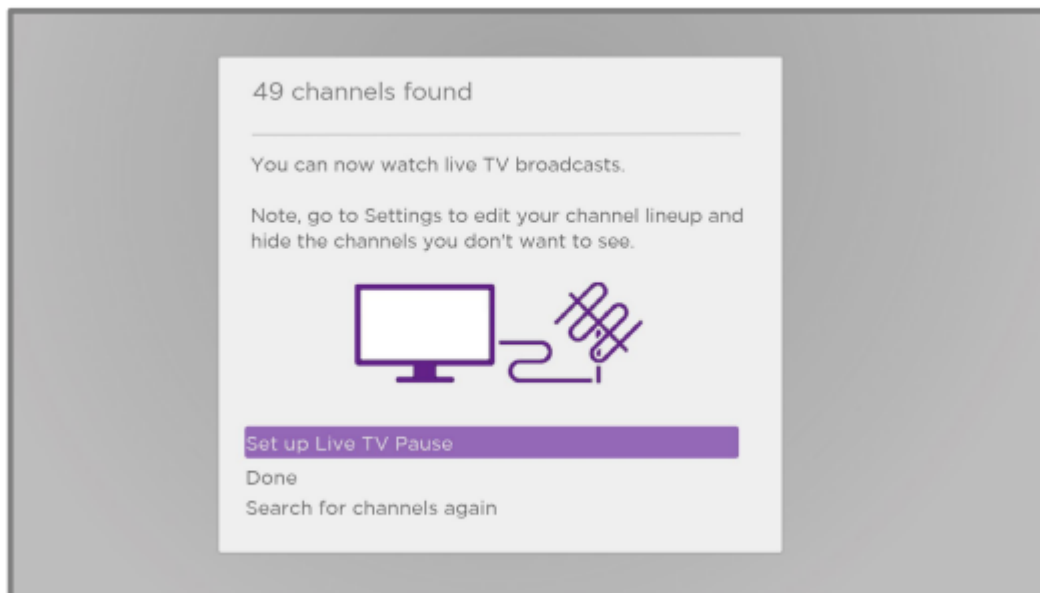 49 channels found
You can now watch live TV broadcasts.
Note, go to Settings to edit your channel lineup and
hide the channels you don't want to see.
Set up Live TV Pause
Done
Search for channels again